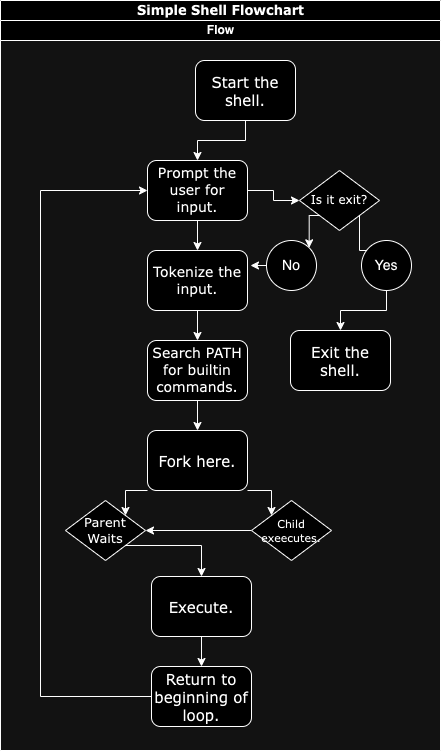 Simple Shell Flowchart
Flow
Start the
shell.
Prompt the
user for
input.
Is it exit?
No
Yes
Tokenize the
input.
Exit the
shell.
Search PATH
for builtin
commands.
Fork here.
Parent
Waits
Child
exeecutes.
Execute.
Return to
beginning of
loop.